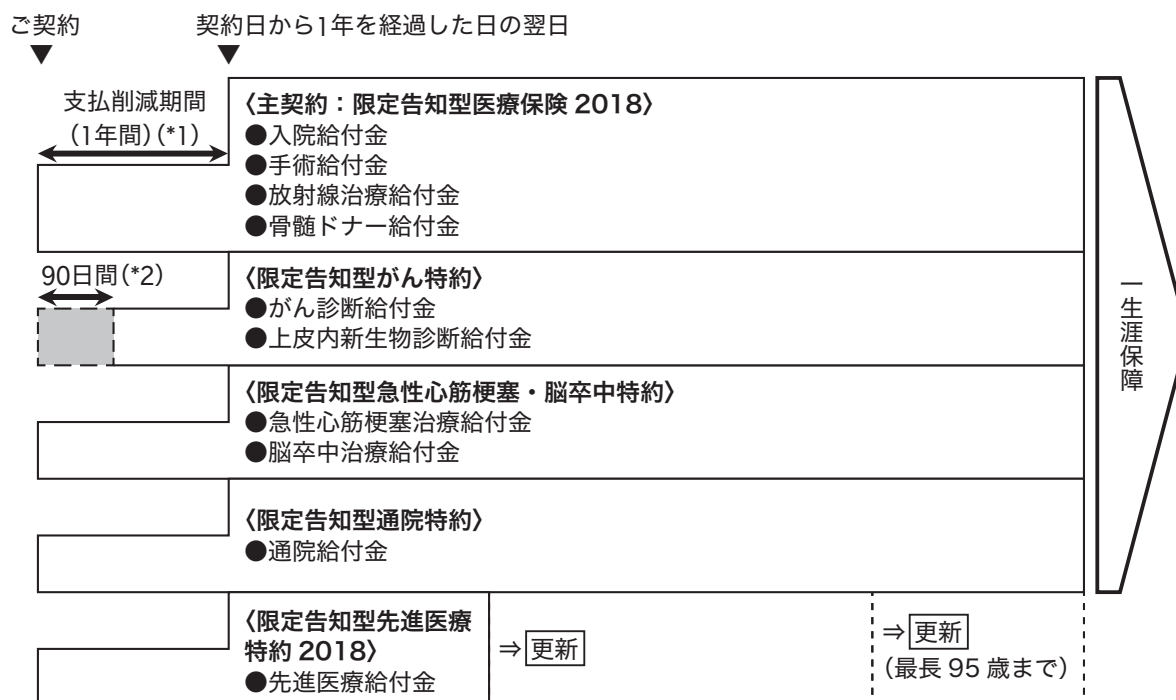 ご契約
契約日から1年を経過した日の翌日
支払削減期間
（1年間）(*1)
〈主契約：限定告知型医療保険 2018〉
●入院給付金
●手術給付金
●放射線治療給付金
●骨髄ドナー給付金
90日間(*2)
〈限定告知型がん特約〉
●がん診断給付金
●上皮内新生物診断給付金
〈限定告知型急性心筋梗塞・脳卒中特約〉
●急性心筋梗塞治療給付金
●脳卒中治療給付金
〈限定告知型通院特約〉
●通院給付金
一生涯保障
〈限定告知型先進医療
特約 2018〉
●先進医療給付金
⇒更新
⇒更新
（最長 95 歳まで）